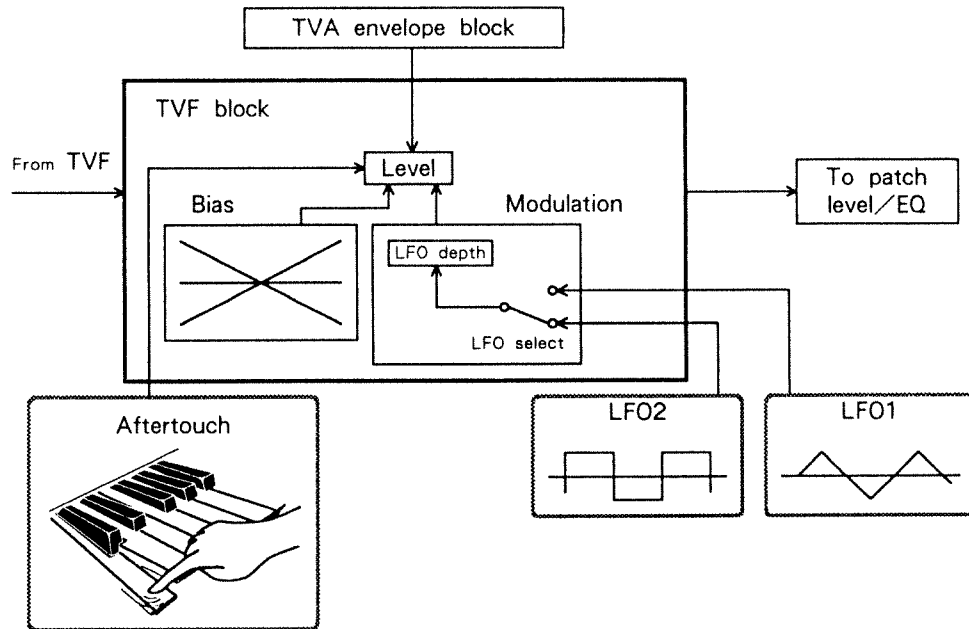 TVA envelope block
TVF block
From TVF
Level
To patch
level／EQ
Bias
Modulation
LFO depth
LFO select
Aftertouch
LFO2
LFO1